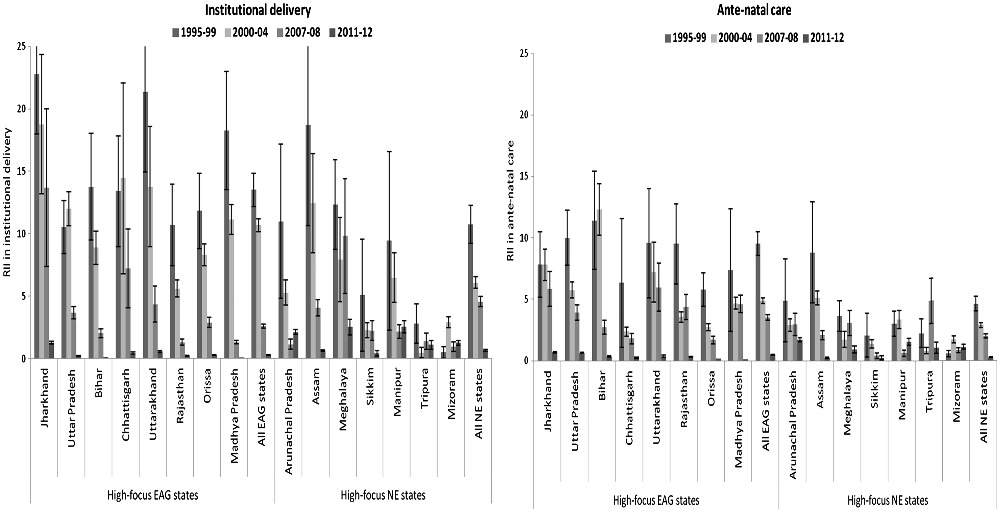 Institutional delivery
1995-99 2000-04 2007-08 2011-12
RII in institutional delivery
25
20
15
10
5
0
Jharkhand
Uttar Pradesh
Bihar
Chhattisgarh
Uttarakhand
Rajasthan
Orissa
Madhya Pradesh
All EAG states
Arunachal Pradesh
Assam
Meghalaya
Sikkim
Manipur
Tripura
Mizoram
All NE states
High-focus EAG states
High-focus NE states
Ante-natal care
1995-99 2000-04 2007-08 2011-12
RII in ante-natal care
25
20
15
10
5
0
Jharkhand
Uttar Pradesh
Bihar
Chhattisgarh
Uttarakhand
Rajasthan
Orissa
Madhya Pradesh
All EAG states
Arunachal Pradesh
Assam
Meghalaya
Sikkim
Manipur
Tripura
Mizoram
All NE states
High-focus EAG states
High-focus NE states